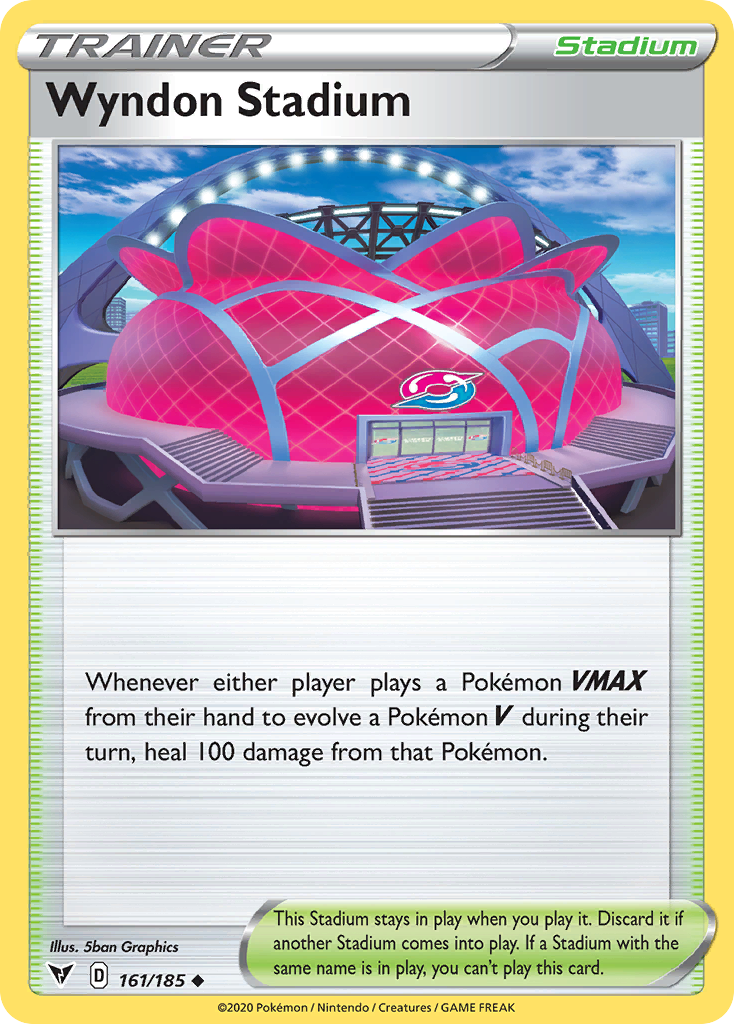 TRAINER
Stadium
Wyndon Stadium
Whenever either player plays a Pokémon VMAX
from their hand to evolve a Pokémon V during their
turn, heal 100 damage from that Pokémon.
This Stadium stays in play when you play it. Discard it if
another Stadium comes into play. If a Stadium with the
same name is in play, you can't play this card.
Illus. 5ban Graphics
D 161/185
©2020 Pokémon / Nintendo / Creatures / GAME FREAK